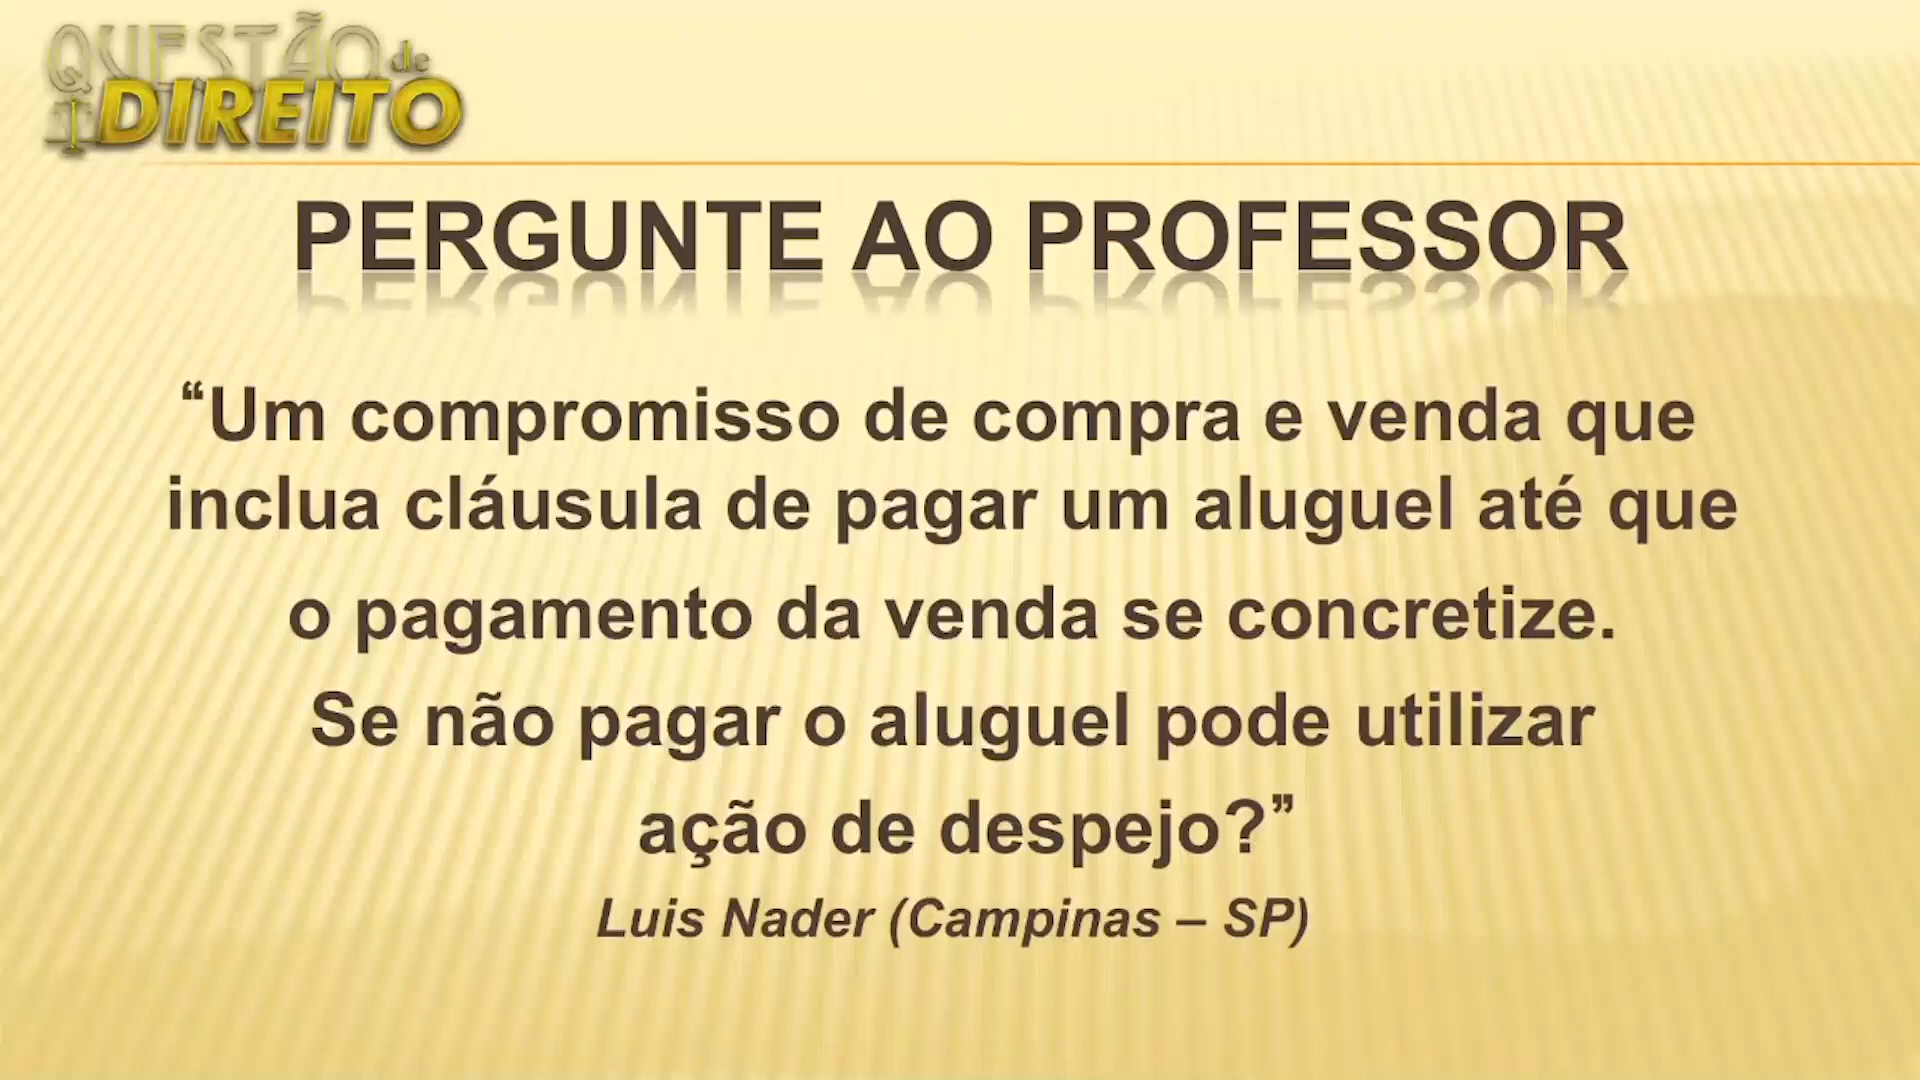 QUESTÃO de
DIREITO
PERGUNTE AO PROFESSOR
“Um compromisso de compra e venda que
inclua cláusula de pagar um aluguel até que
o pagamento da venda se concretize.
Se não pagar o aluguel pode utilizar
ação de despejo?”
Luis Nader (Campinas – SP)